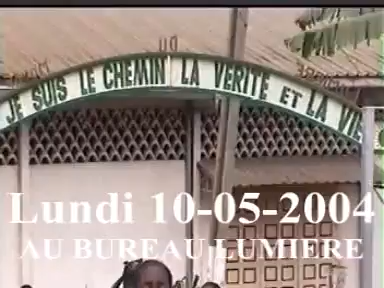 JE SUIS LE CHEMIN LA VERITE ET LA VIE
Lundi 10-05-2004
AU BUREAU LUMIERE